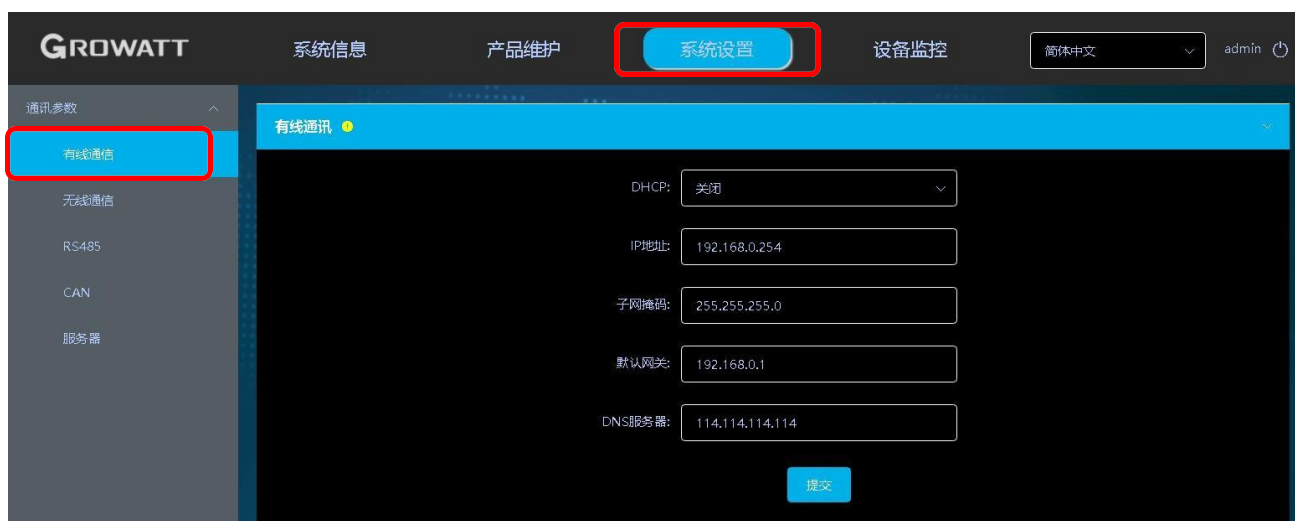 GROWATT
系统信息
产品维护
系统设置
设备监控
简体中文
admin
通讯参数
有线通信
无线通信
RS485
CAN
服务器
有线通讯
DHCP: 关闭
IP地址: 192.168.0.254
子网掩码: 255.255.255.0
默认网关: 192.168.0.1
DNS服务器: 114.114.114.114
提交